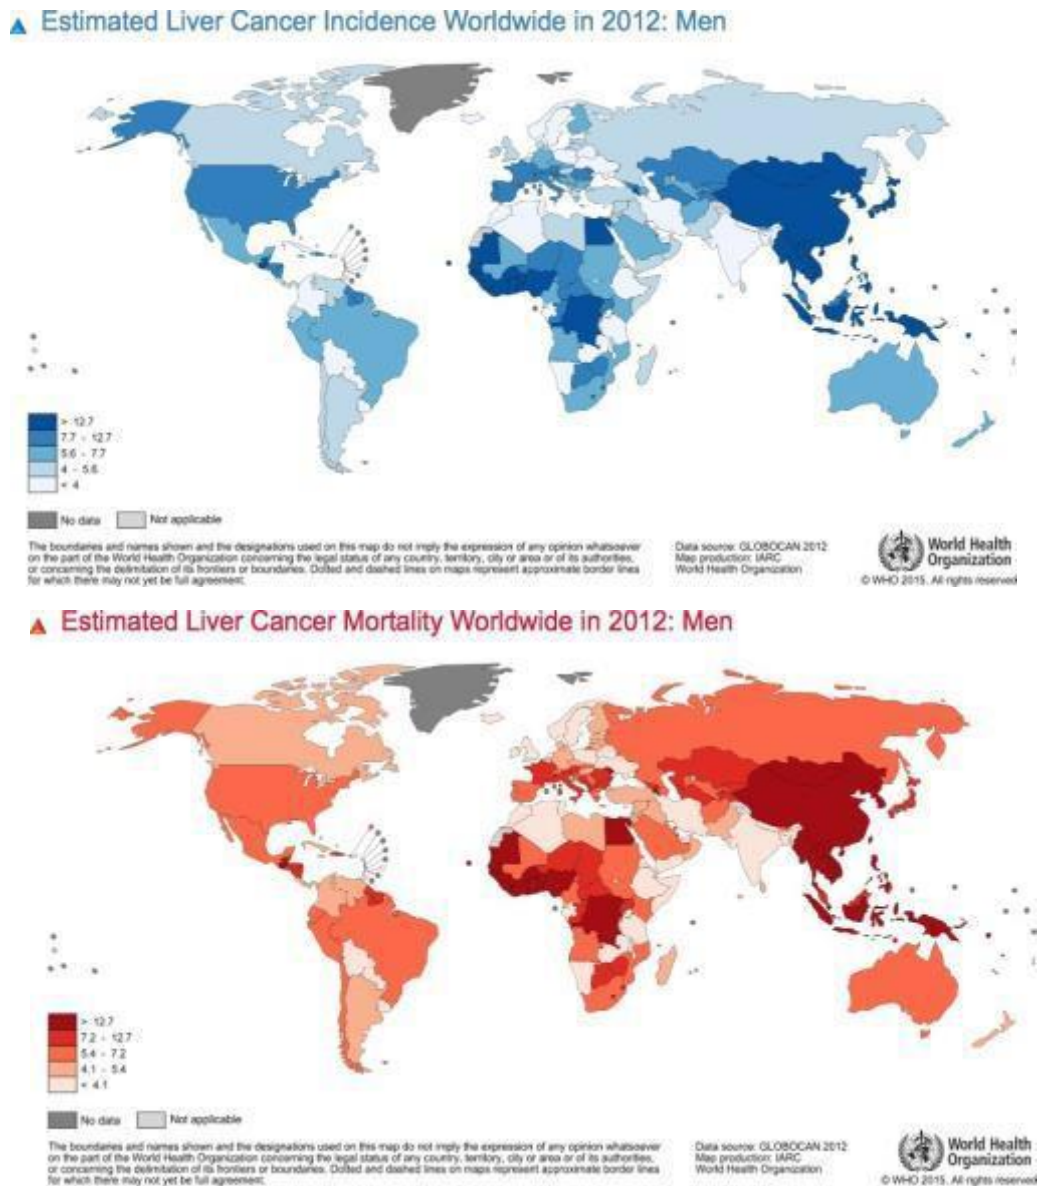 Estimated Liver Cancer Incidence Worldwide in 2012: Men
> 12.7
7.7 - 12.7
5.6 - 7.7
4 - 5.6
< 4
No data
Not applicable
The boundaries and names shown and the designations used on this map do not imply the expression of any opinion whatsoever
on the part of the World Health Organization concerning the legal status of any country, territory, city or area or of its authorities,
or concerning the delimitation of its frontiers or boundaries. Dotted and dashed lines on maps represent approximate border lines
for which there may not yet be full agreement.
Data source: GLOBOCAN 2012
Map production: IARC
World Health Organization
World Health
Organization
© WHO 2015. All rights reserved
Estimated Liver Cancer Mortality Worldwide in 2012: Men
> 12.7
7.2 - 12.7
5.4 - 7.2
4.1 - 5.4
< 4.1
No data
Not applicable
The boundaries and names shown and the designations used on this map do not imply the expression of any opinion whatsoever
on the part of the World Health Organization concerning the legal status of any country, territory, city or area or of its authorities,
or concerning the delimitation of its frontiers or boundaries. Dotted and dashed lines on maps represent approximate border lines
for which there may not yet be full agreement.
Data source: GLOBOCAN 2012
Map production: IARC
World Health Organization
World Health
Organization
© WHO 2015. All rights reserved